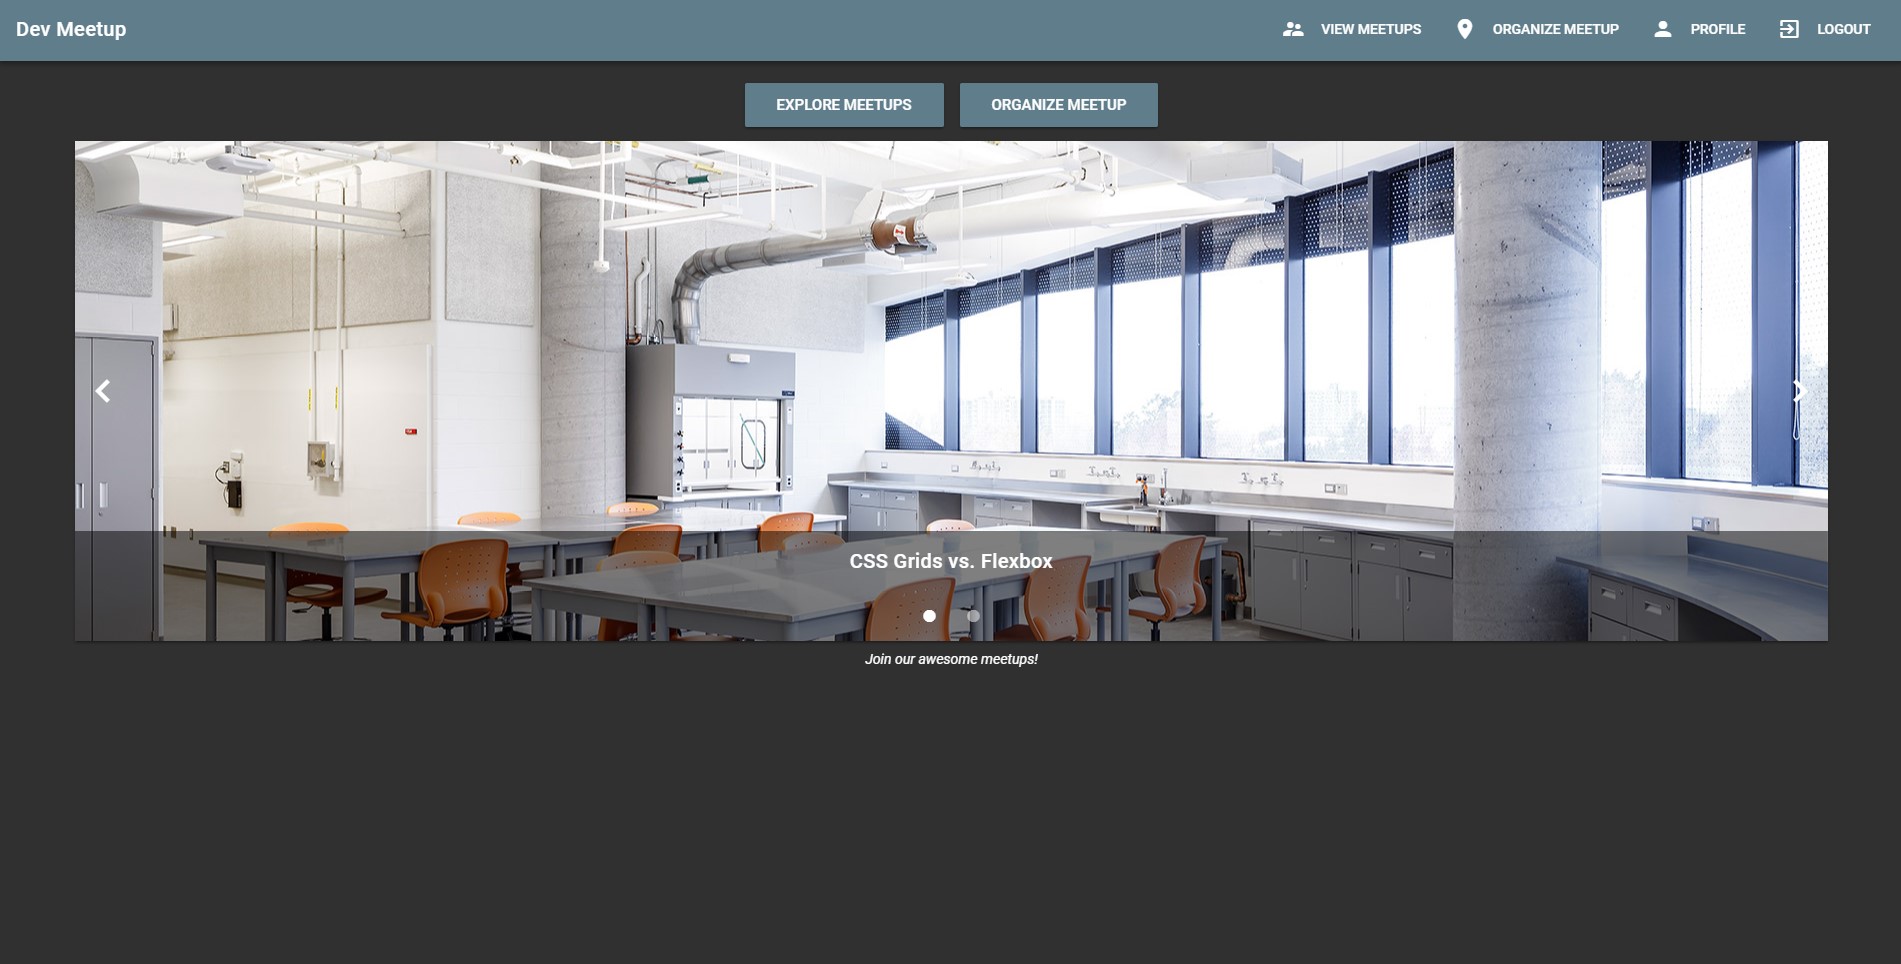 Dev Meetup
VIEW MEETUPS
ORGANIZE MEETUP
PROFILE
LOGOUT
EXPLORE MEETUPS
ORGANIZE MEETUP
CSS Grids vs. Flexbox
Join our awesome meetups!